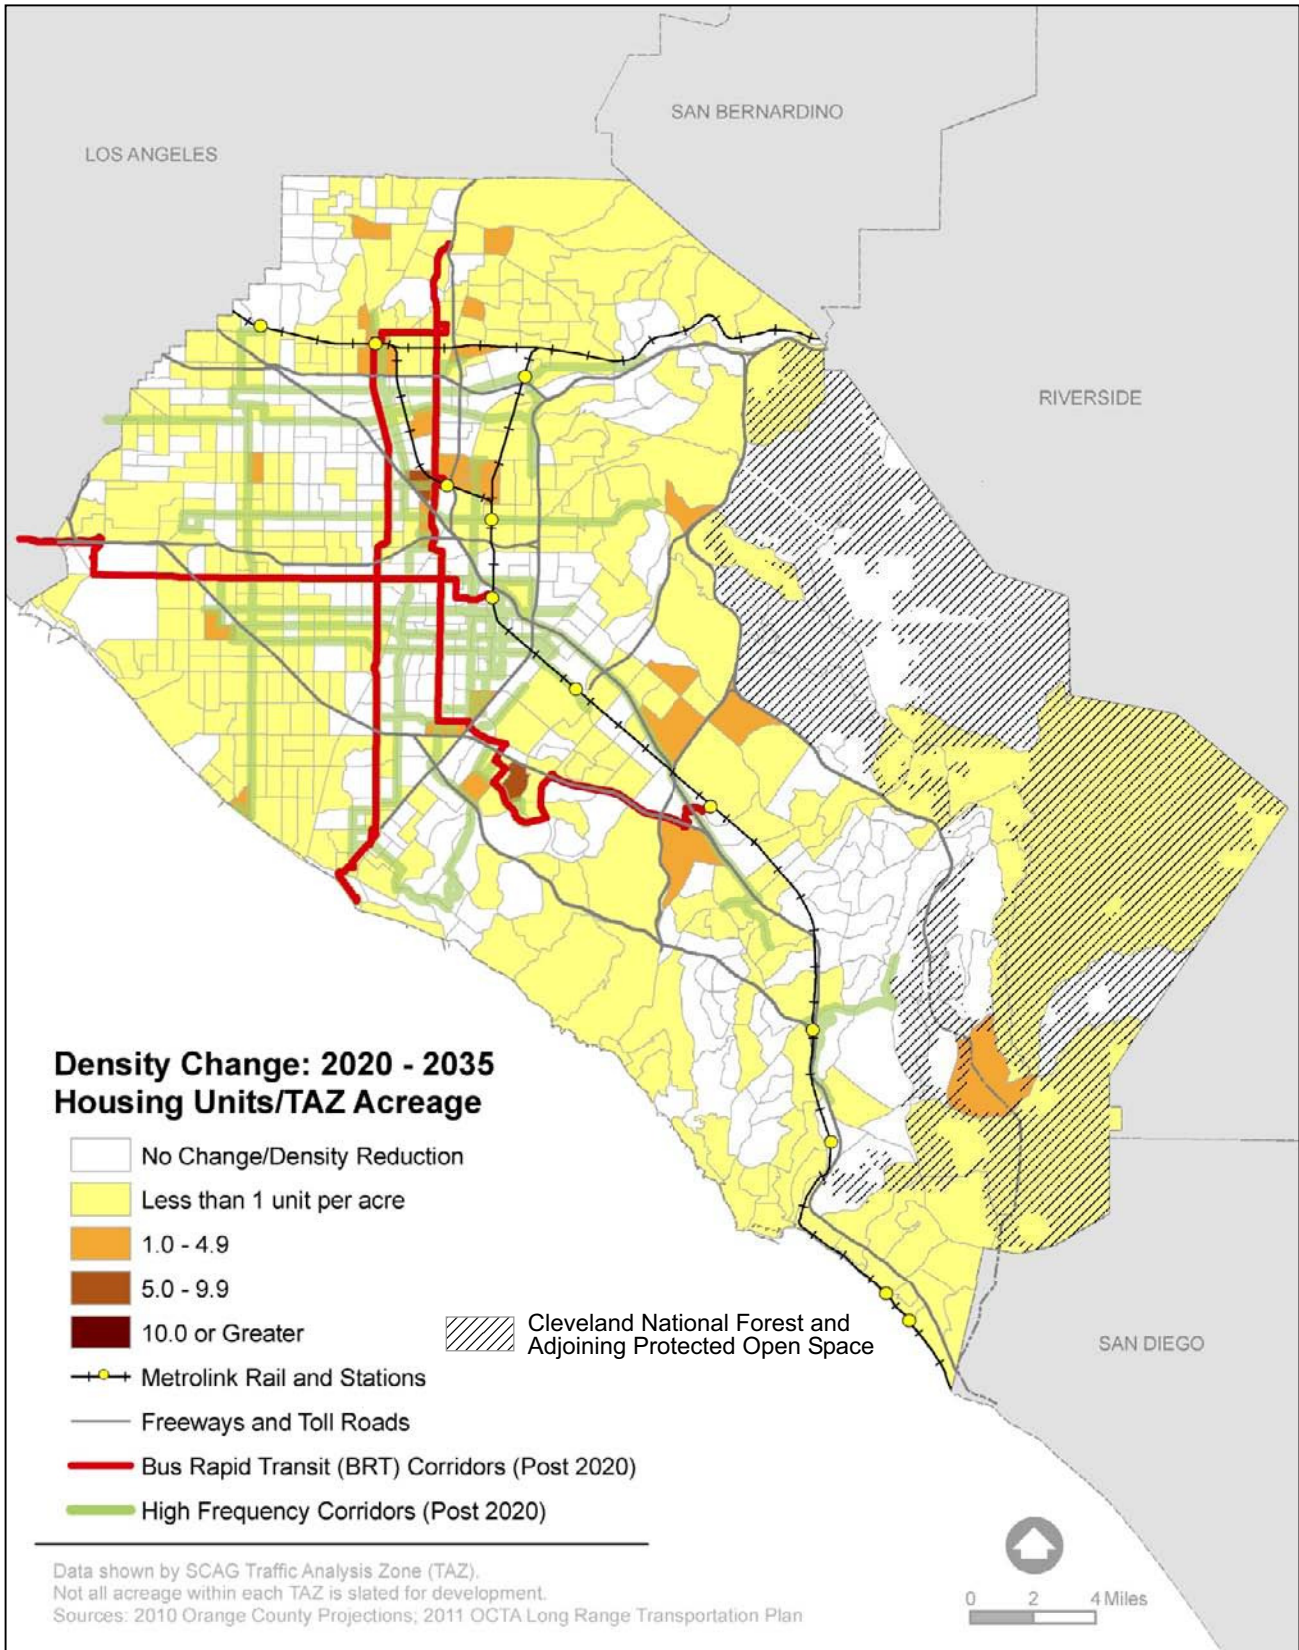 SAN BERNARDINO
LOS ANGELES
RIVERSIDE
Density Change: 2020 - 2035
Housing Units/TAZ Acreage
No Change/Density Reduction
Less than 1 unit per acre
1.0 - 4.9
5.0 - 9.9
10.0 or Greater
Cleveland National Forest and
Adjoining Protected Open Space
SAN DIEGO
Metrolink Rail and Stations
Freeways and Toll Roads
Bus Rapid Transit (BRT) Corridors (Post 2020)
High Frequency Corridors (Post 2020)
Data shown by SCAG Traffic Analysis Zone (TAZ).
Not all acreage within each TAZ is slated for development.
Sources: 2010 Orange County Projections; 2011 OCTA Long Range Transportation Plan
0 2 4 Miles